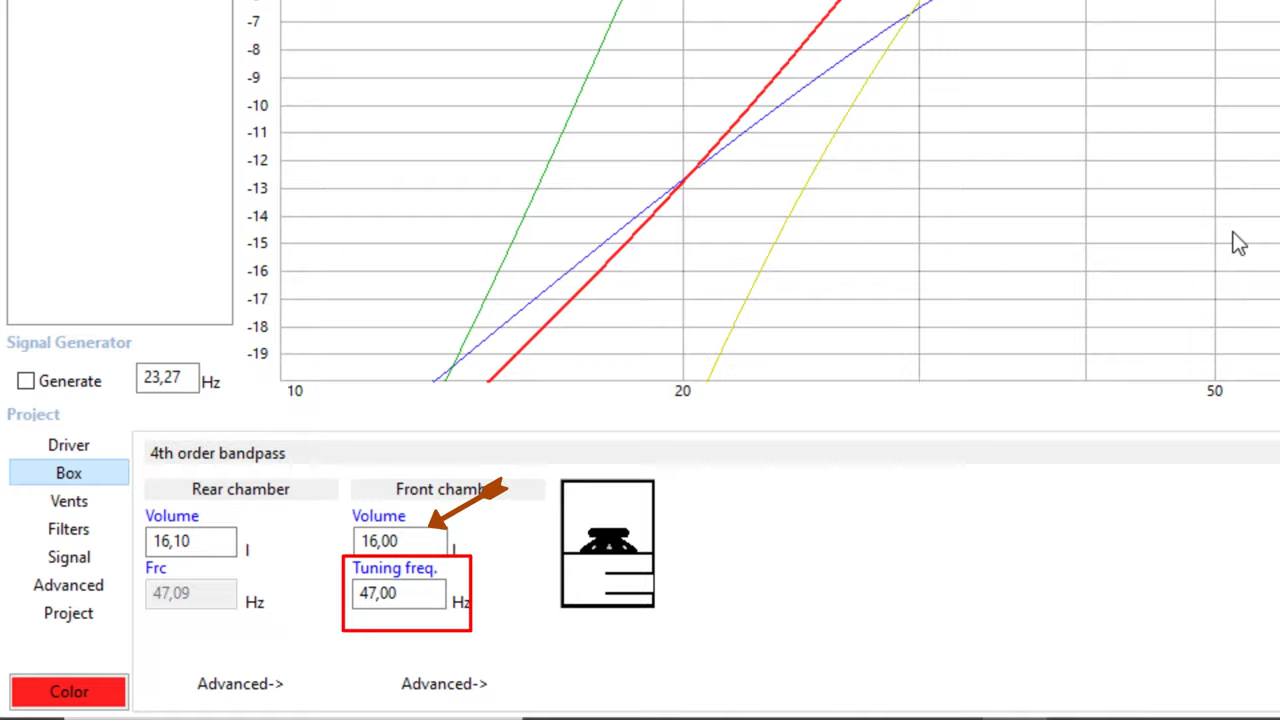 -7
-8
-9
-10
-11
-12
-13
-14
-15
-16
-17
-18
-19
10
20
50
Signal Generator
Generate
23,27 Hz
Project
Driver
Box
Vents
Filters
Signal
Advanced
Project
Color
4th order bandpass
Rear chamber
Front chamb
Volume
Volume
16,10 l
16,00 l
Frc
Tuning freq.
47,09 Hz
47,00 Hz
Advanced->
Advanced->